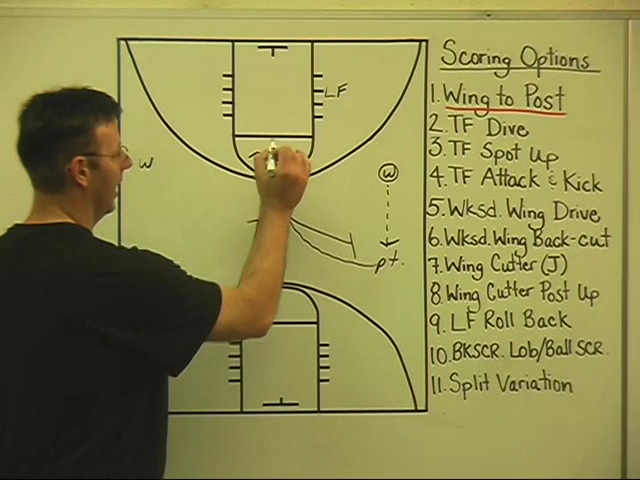 Scoring Options
1. Wing to Post
2. TF Dive
3. TF Spot Up
4. TF Attack & Kick
5. Wksd. Wing Drive
6. Wksd. Wing Back-cut
7. Wing Cutter (J)
8. Wing Cutter Post Up
9. LF Roll Back
10. BKSCR. Lob/Ball SCR.
11. Split Variation
LF
W
W
pt.